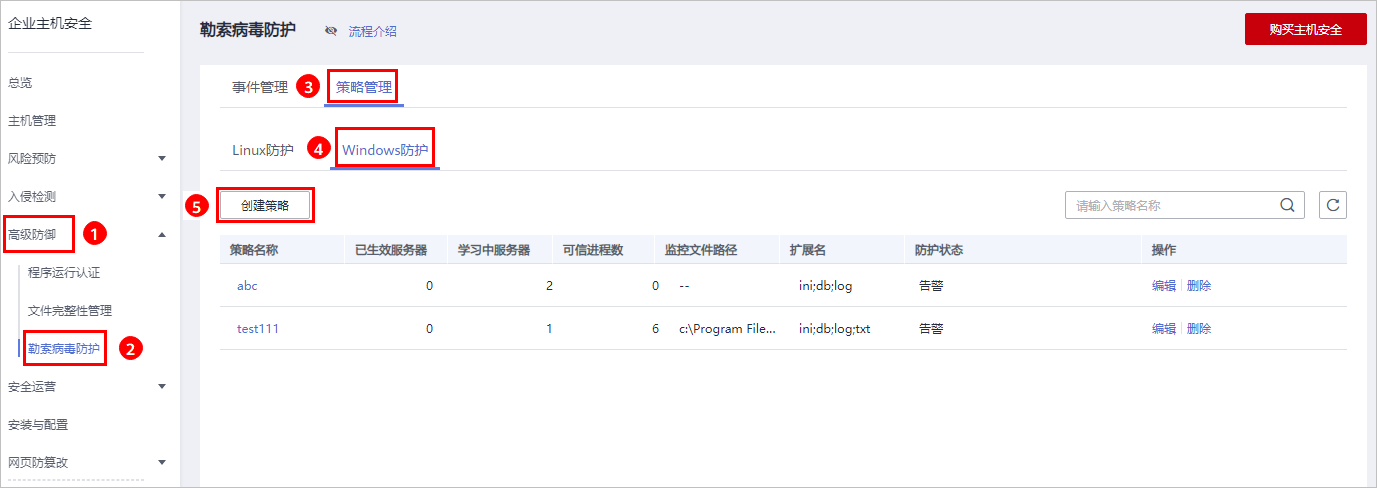 企业主机安全
总览
主机管理
风险预防
入侵检测
高级防御 1
程序运行认证
文件完整性管理
勒索病毒防护 2
安全运营
安装与配置
网页防篡改
勒索病毒防护 流程介绍 购买主机安全
事件管理 3 策略管理
Linux防护 4 Windows防护
5 创建策略 请输入策略名称
策略名称 已生效服务器 学习中服务器 可信进程数 监控文件路径 扩展名 防护状态 操作
abc 0 2 0 -- ini;db;log 告警 编辑 删除
test111 0 1 6 c:\Program File... ini;db;log;txt 告警 编辑 删除